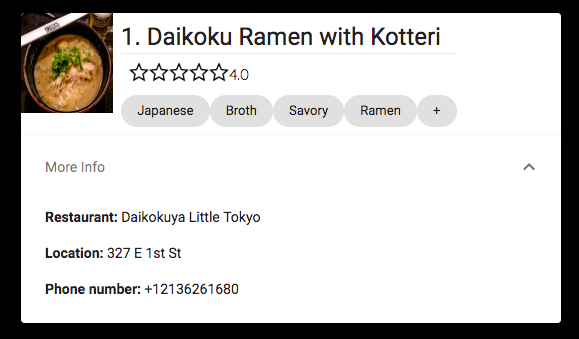 1. Daikoku Ramen with Kotteri
4.0
Japanese Broth Savory Ramen +
More Info
Restaurant: Daikokuya Little Tokyo
Location: 327 E 1st St
Phone number: +12136261680